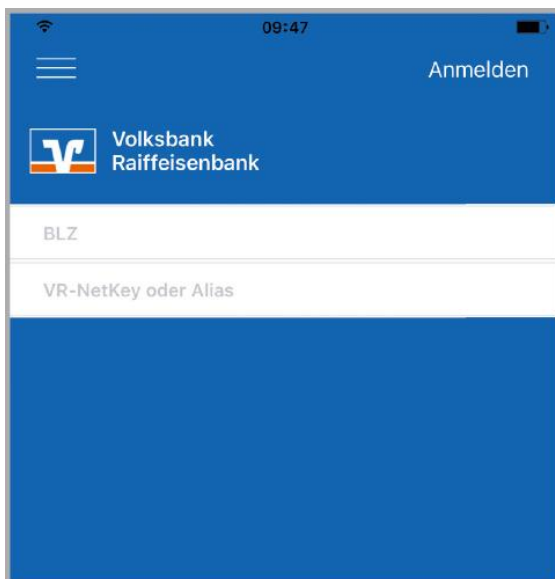 09:47
Anmelden
Volksbank
Raiffeisenbank
BLZ
VR-NetKey oder Alias